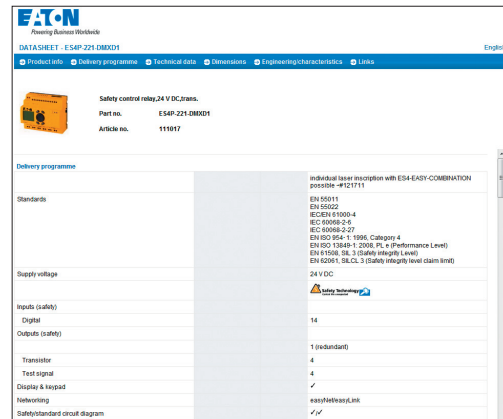 EATON
Powering Business Worldwide
DATASHEET - ES4P-221-DMXD1
English
Product info Delivery programme Technical data Dimensions Engineering/characteristics Links
Safety control relay,24 V DC,trans.
Part no. ES4P-221-DMXD1
Article no. 111017
Delivery programme
individual laser inscription with ES4-EASY-COMBINATION
possible →#121711
Standards
EN 55011
EN 55022
IEC/EN 61000-4
IEC 60068-2-6
IEC 60068-2-27
EN ISO 954-1: 1996, Category 4
EN ISO 13849-1: 2008, PL e (Performance Level)
EN 61508, SIL 3 (Safety Integrity Level)
EN 62061, SILCL 3 (Safety integrity level claim limit)
Supply voltage 24 V DC
Safety Technology
Inputs (safety)
Digital 14
Outputs (safety)
1 (redundant)
Transistor 4
Test signal 4
Display & keypad ✓
Networking easyNet/easyLink
Safety/standard circuit diagram ✓/✓